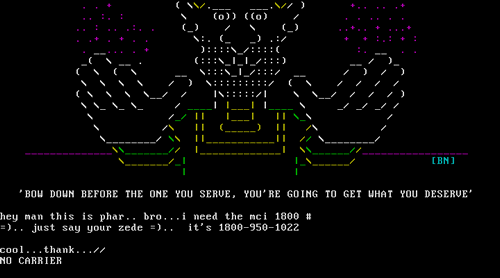 [BN]
'BOW DOWN BEFORE THE ONE YOU SERVE, YOU'RE GOING TO GET WHAT YOU DESERVE'
hey man this is phar.. bro...i need the mci 1800 #
=).. just say your zede =)..  it's 1800-950-1022
cool...thank...//
NO CARRIER